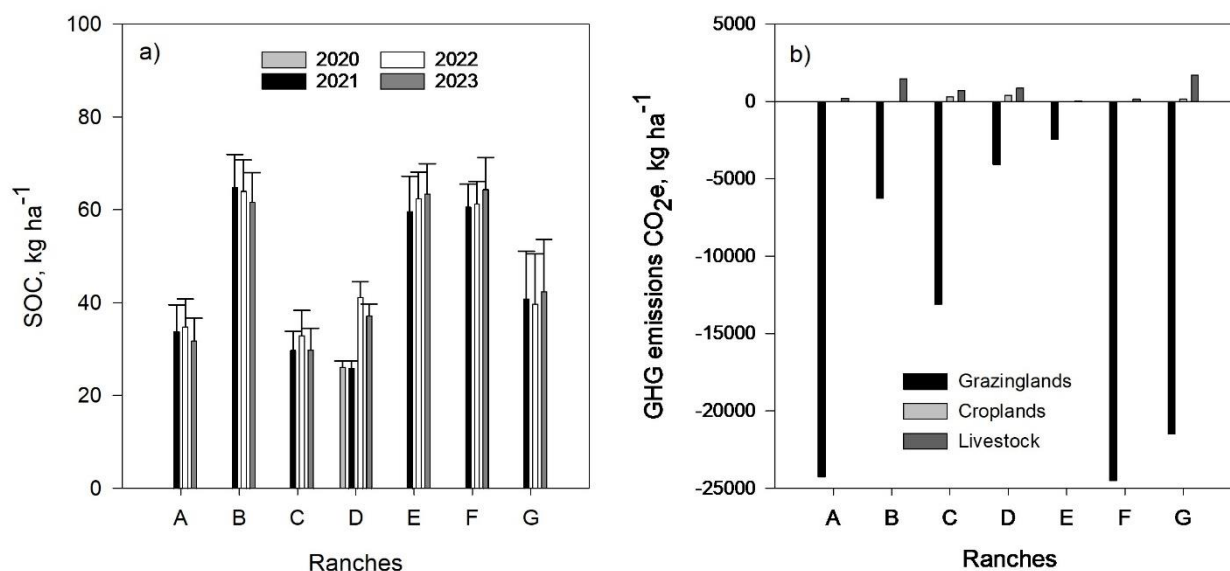 a)
2020
2022
2021
2023
100
80
60
40
20
0
SOC, kg ha⁻¹
A B C D E F G
Ranches
b)
5000
0
-5000
-10000
-15000
-20000
-25000
GHG emissions CO₂e, kg ha⁻¹
Grazinglands
Croplands
Livestock
A B C D E F G
Ranches